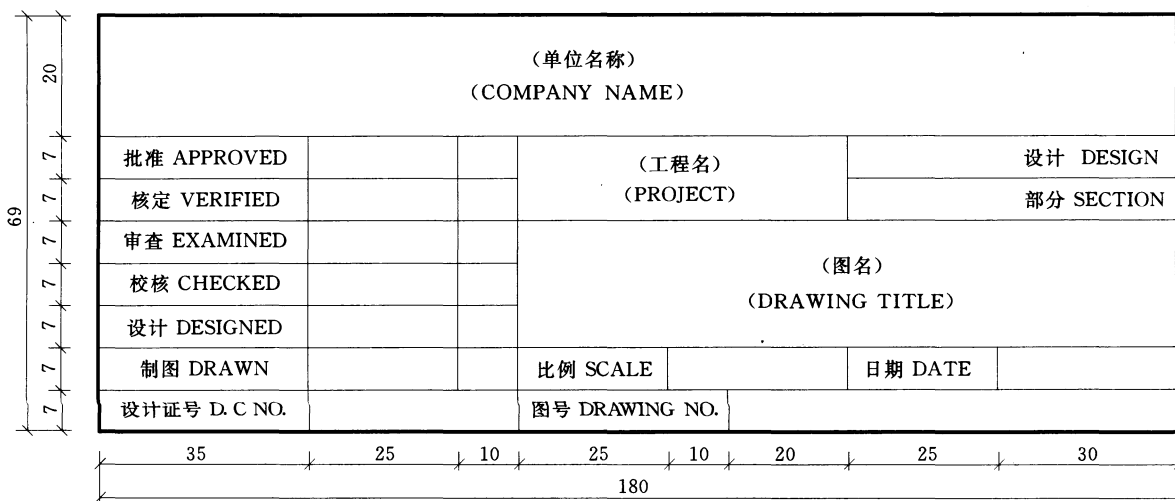 (单位名称)
(COMPANY NAME)
20
批准 APPROVED
(工程名)
(PROJECT)
设计 DESIGN
7
核定 VERIFIED
部分 SECTION
7
69
审查 EXAMINED
7
校核 CHECKED
(图名)
(DRAWING TITLE)
7
设计 DESIGNED
7
制图 DRAWN
比例 SCALE
日期 DATE
7
设计证号 D.C NO.
图号 DRAWING NO.
7
35 25 10 25 10 20 25 30
180